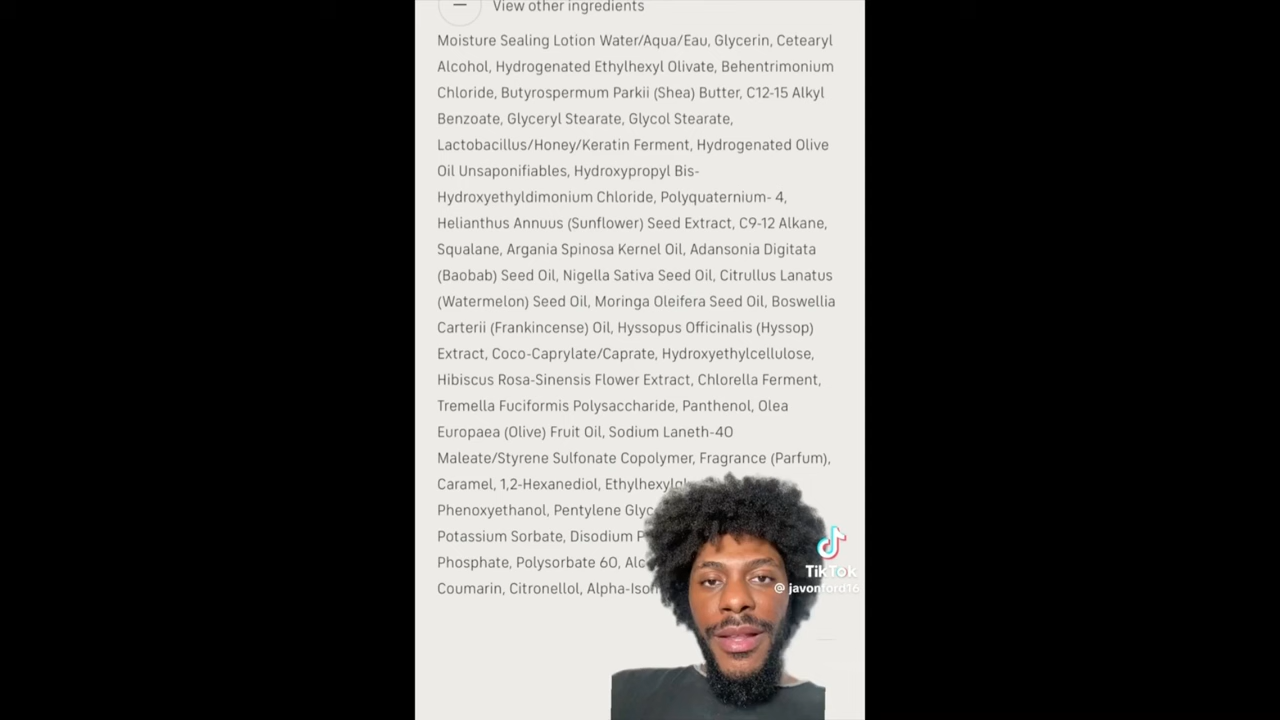 View other ingredients
Moisture Sealing Lotion Water/Aqua/Eau, Glycerin, Cetearyl
Alcohol, Hydrogenated Ethylhexyl Olivate, Behentrimonium
Chloride, Butyrospermum Parkii (Shea) Butter, C12-15 Alkyl
Benzoate, Glyceryl Stearate, Glycol Stearate,
Lactobacillus/Honey/Keratin Ferment, Hydrogenated Olive
Oil Unsaponifiables, Hydroxypropyl Bis-
Hydroxyethyldimonium Chloride, Polyquaternium- 4,
Helianthus Annuus (Sunflower) Seed Extract, C9-12 Alkane,
Squalane, Argania Spinosa Kernel Oil, Adansonia Digitata
(Baobab) Seed Oil, Nigella Sativa Seed Oil, Citrullus Lanatus
(Watermelon) Seed Oil, Moringa Oleifera Seed Oil, Boswellia
Carterii (Frankincense) Oil, Hyssopus Officinalis (Hyssop)
Extract, Coco-Caprylate/Caprate, Hydroxyethylcellulose,
Hibiscus Rosa-Sinensis Flower Extract, Chlorella Ferment,
Tremella Fuciformis Polysaccharide, Panthenol, Olea
Europaea (Olive) Fruit Oil, Sodium Laneth-40
Maleate/Styrene Sulfonate Copolymer, Fragrance (Parfum),
Caramel, 1,2-Hexanediol,
Phenoxyethanol, Pentylene
Potassium Sorbate, Disodium
Phosphate, Polysorbate 60,
Coumarin, Citronellol,
TikTok
@ javonford16